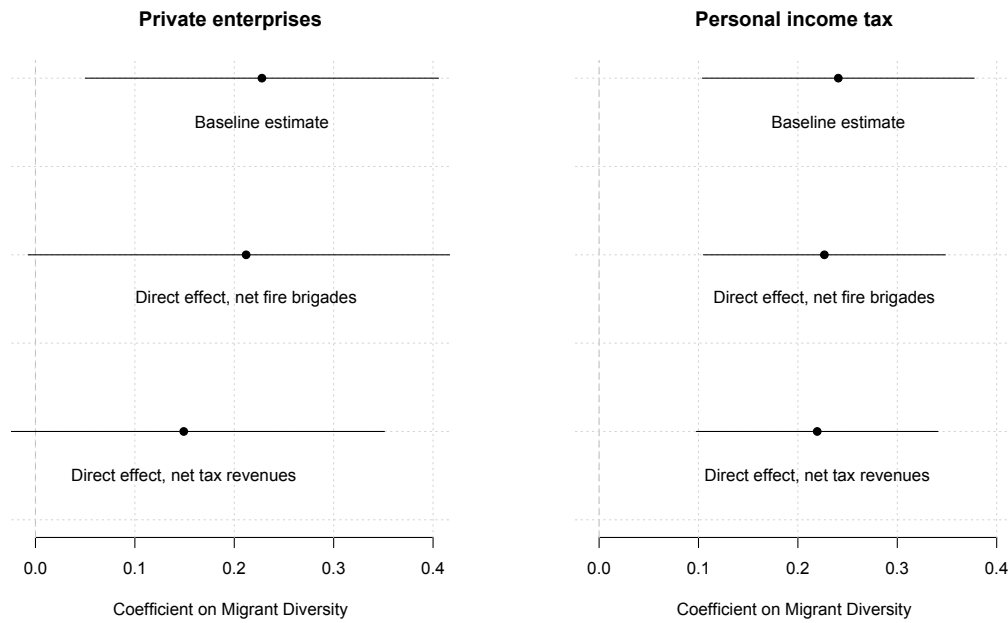 Private enterprises
Baseline estimate
Direct effect, net fire brigades
Direct effect, net tax revenues
0.0 0.1 0.2 0.3 0.4
Coefficient on Migrant Diversity
Personal income tax
Baseline estimate
Direct effect, net fire brigades
Direct effect, net tax revenues
0.0 0.1 0.2 0.3 0.4
Coefficient on Migrant Diversity